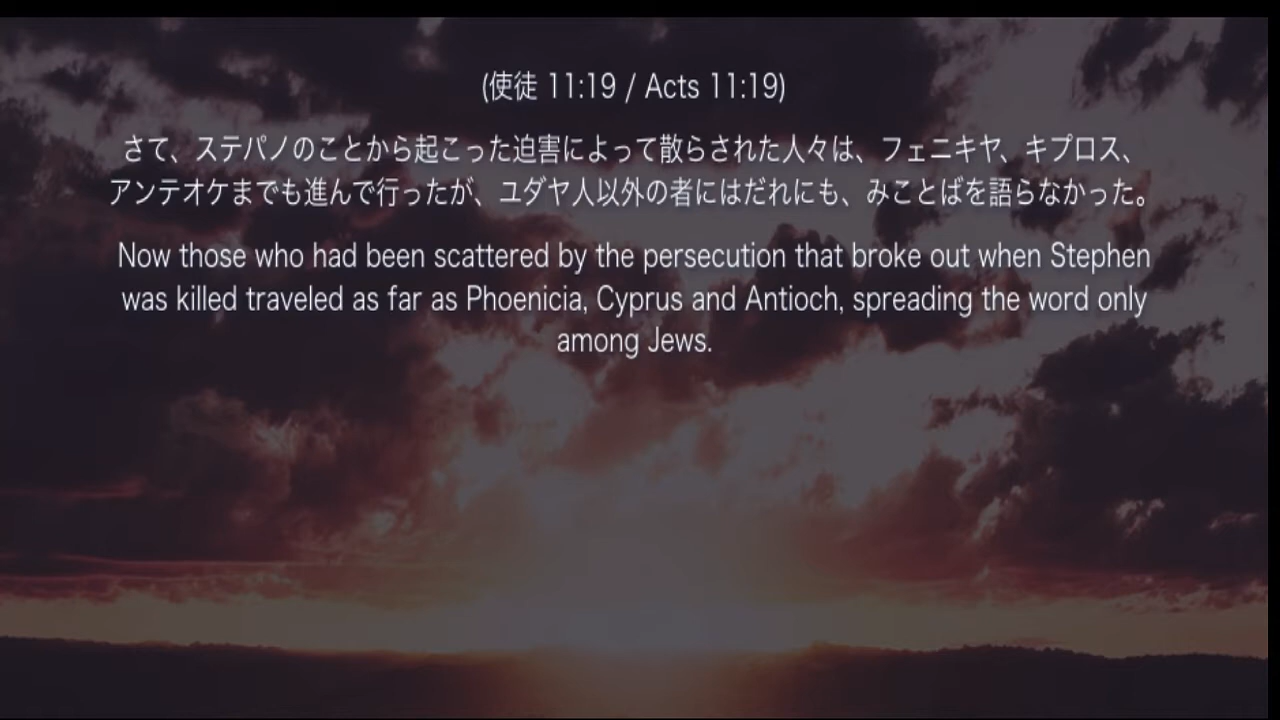 (使徒 11:19 / Acts 11:19)
さて、ステパノのことから起こった迫害によって散らされた人々は、フェニキヤ、キプロス、
アンテオケまでも進んで行ったが、ユダヤ人以外の者にはだれにも、みことばを語らなかった。
Now those who had been scattered by the persecution that broke out when Stephen
was killed traveled as far as Phoenicia, Cyprus and Antioch, spreading the word only
among Jews.